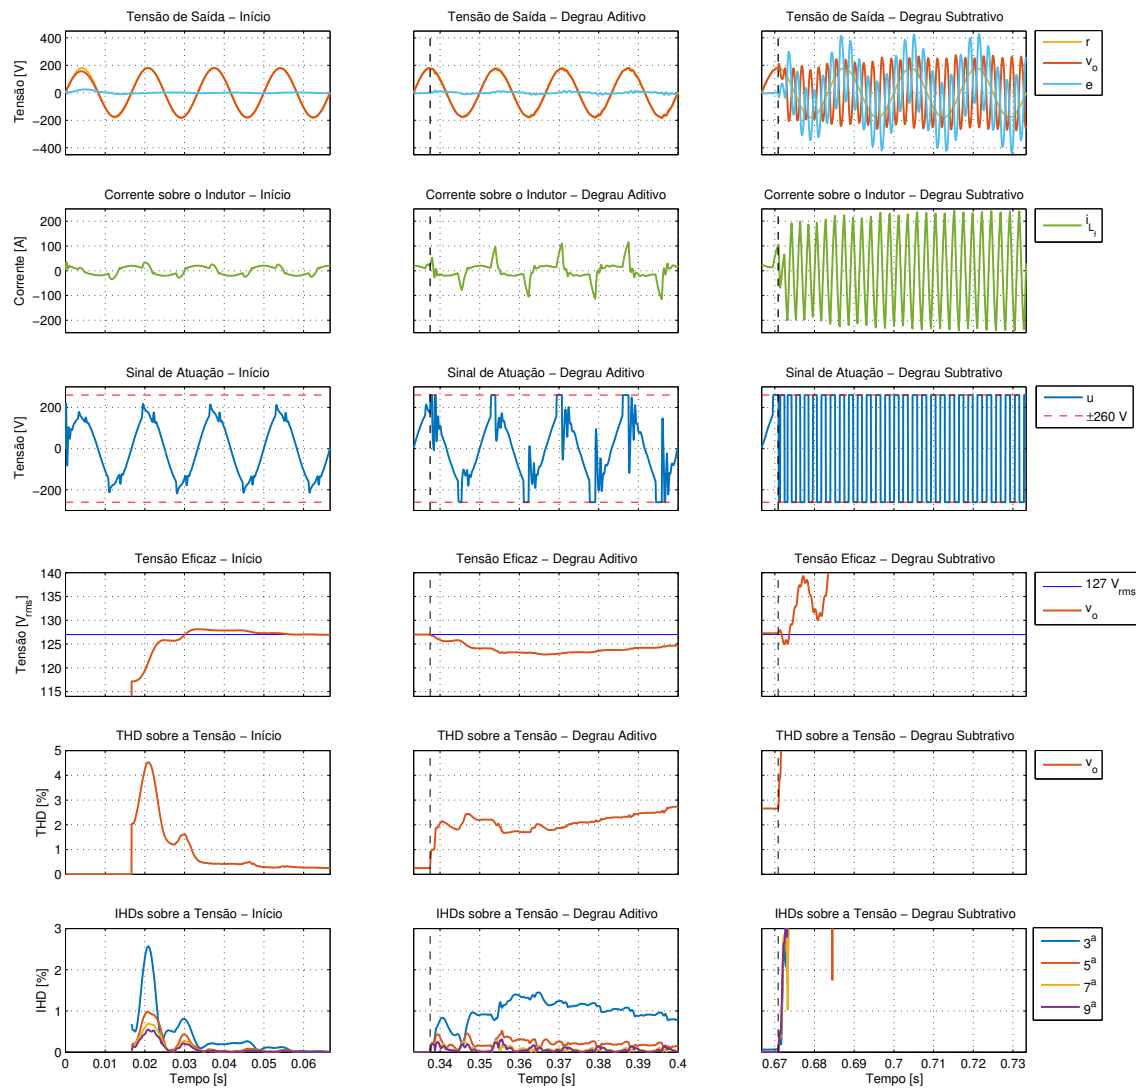 Tensão de Saída − Início
Tensão de Saída − Degrau Aditivo
Tensão de Saída − Degrau Subtrativo
Tensão [V]
400
200
0
−200
−400
r
v_o
e
Corrente sobre o Indutor − Início
Corrente sobre o Indutor − Degrau Aditivo
Corrente sobre o Indutor − Degrau Subtrativo
Corrente [A]
200
100
0
−100
−200
i_Lf
Sinal de Atuação − Início
Sinal de Atuação − Degrau Aditivo
Sinal de Atuação − Degrau Subtrativo
Tensão [V]
200
0
−200
u
±260 V
Tensão Eficaz − Início
Tensão Eficaz − Degrau Aditivo
Tensão Eficaz − Degrau Subtrativo
Tensão [V_rms]
140
135
130
125
120
115
127 V_rms
v_o
THD sobre a Tensão − Início
THD sobre a Tensão − Degrau Aditivo
THD sobre a Tensão − Degrau Subtrativo
THD [%]
5
4
3
2
1
0
v_o
IHDs sobre a Tensão − Início
IHDs sobre a Tensão − Degrau Aditivo
IHDs sobre a Tensão − Degrau Subtrativo
IHD [%]
3
2
1
0
3ª
5ª
7ª
9ª
0 0.01 0.02 0.03 0.04 0.05 0.06
0.34 0.35 0.36 0.37 0.38 0.39 0.4
0.67 0.68 0.69 0.7 0.71 0.72 0.73
Tempo [s]
Tempo [s]
Tempo [s]